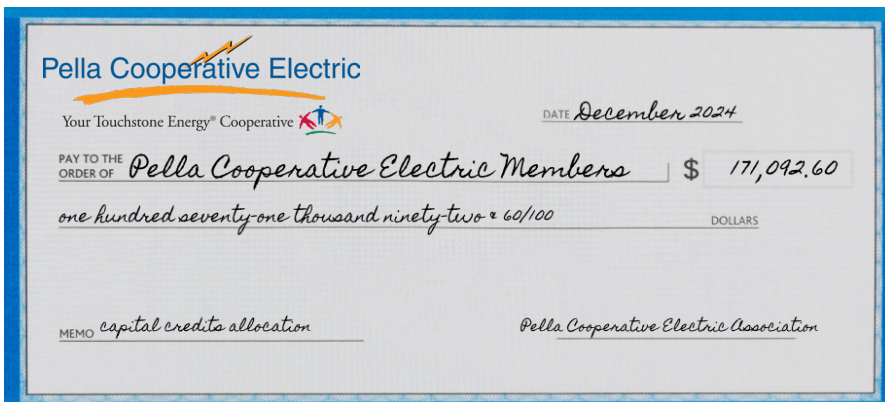 Pella Cooperative Electric
Your Touchstone Energy® Cooperative
DATE December 2024
PAY TO THE
ORDER OF Pella Cooperative Electric Members $ 171,092.60
one hundred seventy-one thousand ninety-two & 60/100 DOLLARS
MEMO capital credits allocation Pella Cooperative Electric Association